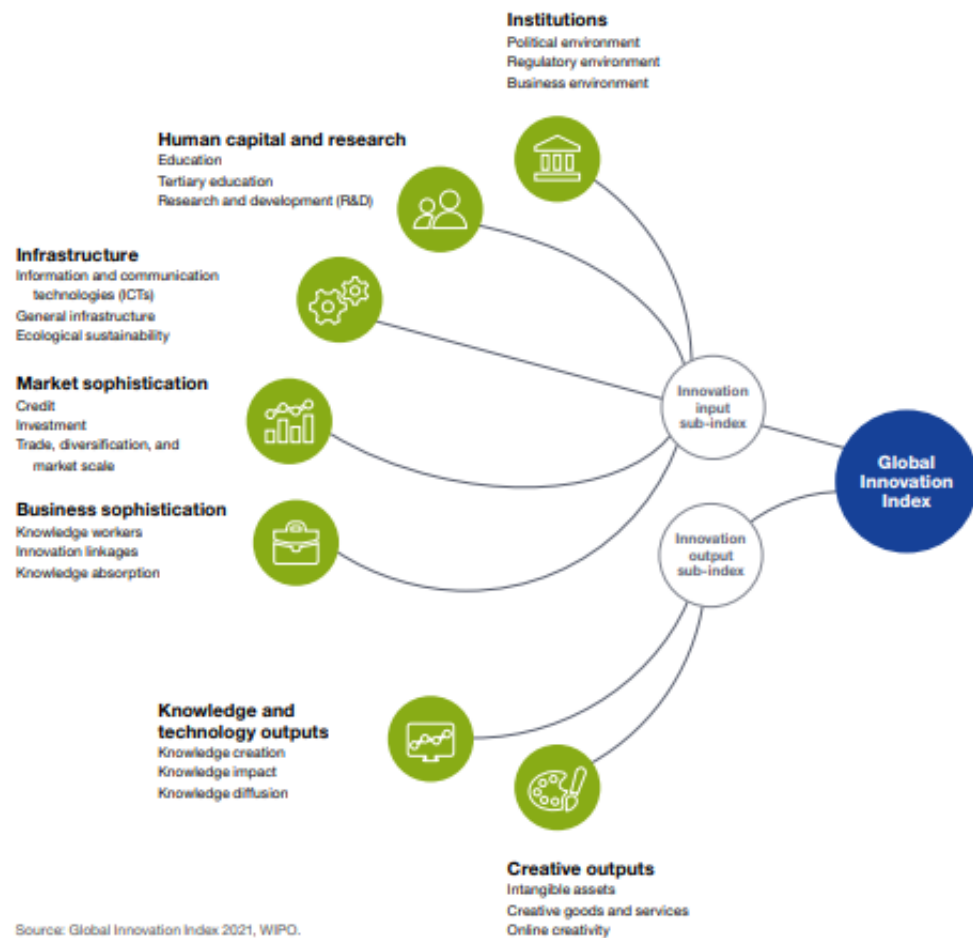 Institutions
Political environment
Regulatory environment
Business environment
Human capital and research
Education
Tertiary education
Research and development (R&D)
Infrastructure
Information and communication
technologies (ICTs)
General infrastructure
Ecological sustainability
Market sophistication
Credit
Investment
Trade, diversification, and
market scale
Business sophistication
Knowledge workers
Innovation linkages
Knowledge absorption
Innovation
input
sub-index
Global
Innovation
Index
Innovation
output
sub-index
Knowledge and
technology outputs
Knowledge creation
Knowledge impact
Knowledge diffusion
Creative outputs
Intangible assets
Creative goods and services
Online creativity
Source: Global Innovation Index 2021, WIPO.